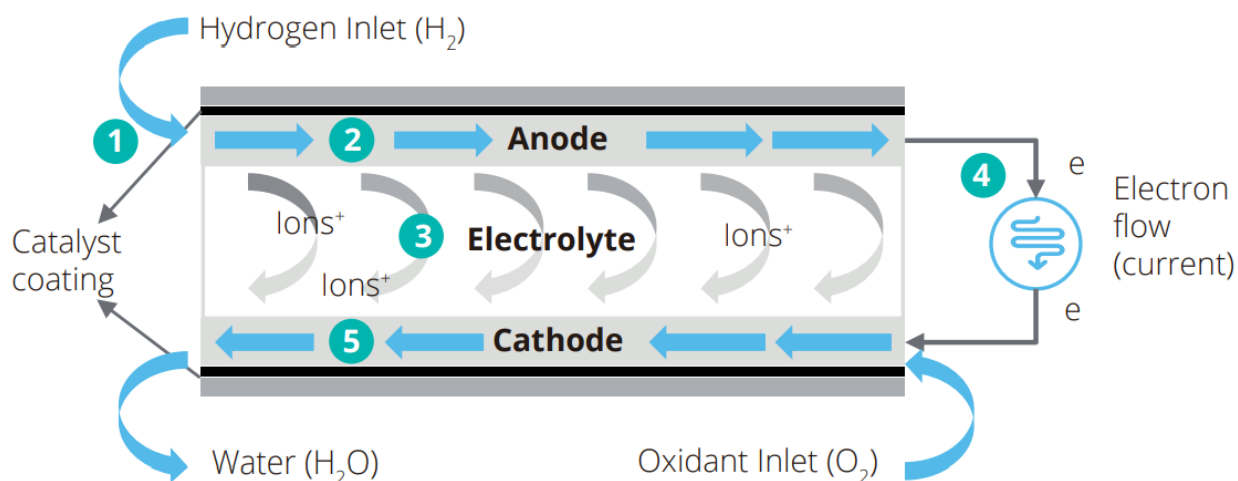 Hydrogen Inlet (H₂)
1
2
Anode
4
e
Electron
flow
(current)
Ions⁺
3
Electrolyte
Ions⁺
Catalyst
coating
Ions⁺
e
5
Cathode
Water (H₂O)
Oxidant Inlet (O₂)